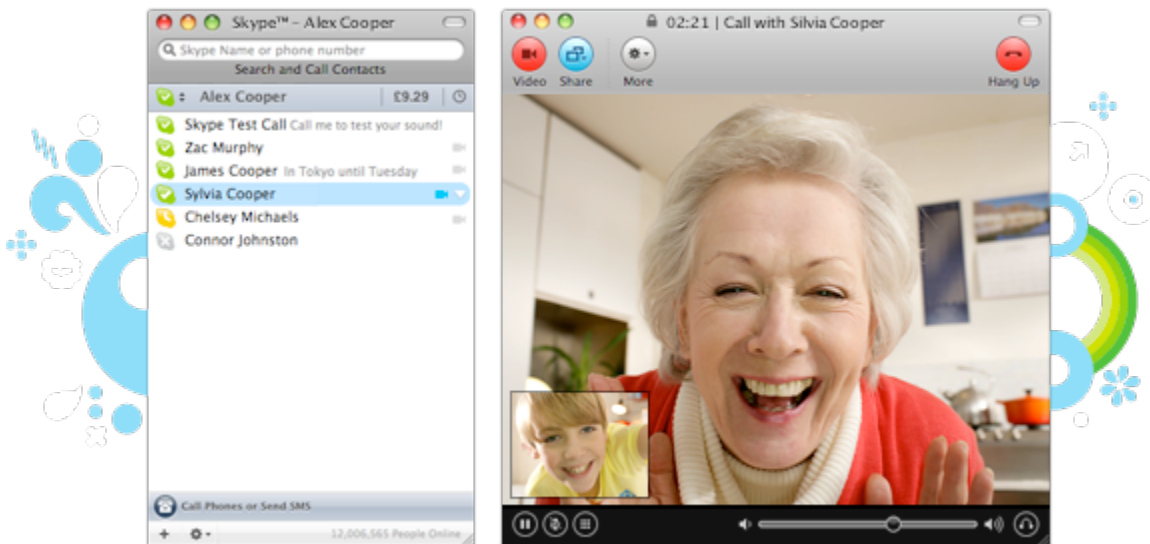 Skype™ – Alex Cooper
Skype Name or phone number
Search and Call Contacts
Alex Cooper £9.29
Skype Test Call Call me to test your sound!
Zac Murphy
James Cooper In Tokyo until Tuesday
Sylvia Cooper
Chelsey Michaels
Connor Johnston
Call Phones or Send SMS
12,006,565 People Online
02:21 | Call with Silvia Cooper
Video Share More Hang Up